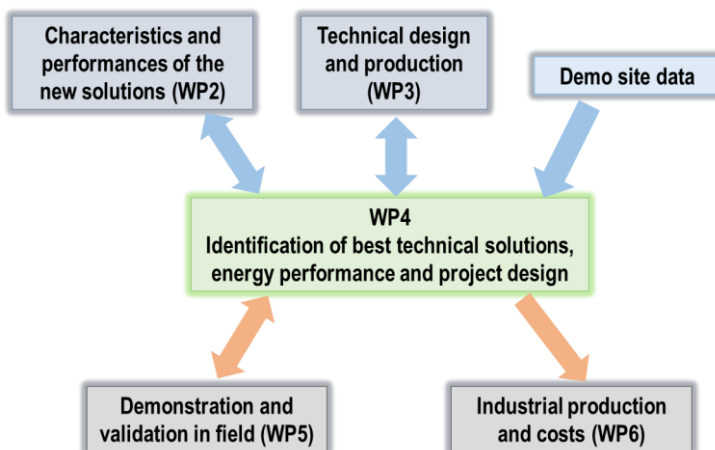 Characteristics and
performances of the
new solutions (WP2)
Technical design
and production
(WP3)
Demo site data
WP4
Identification of best technical solutions,
energy performance and project design
Demonstration and
validation in field (WP5)
Industrial production
and costs (WP6)